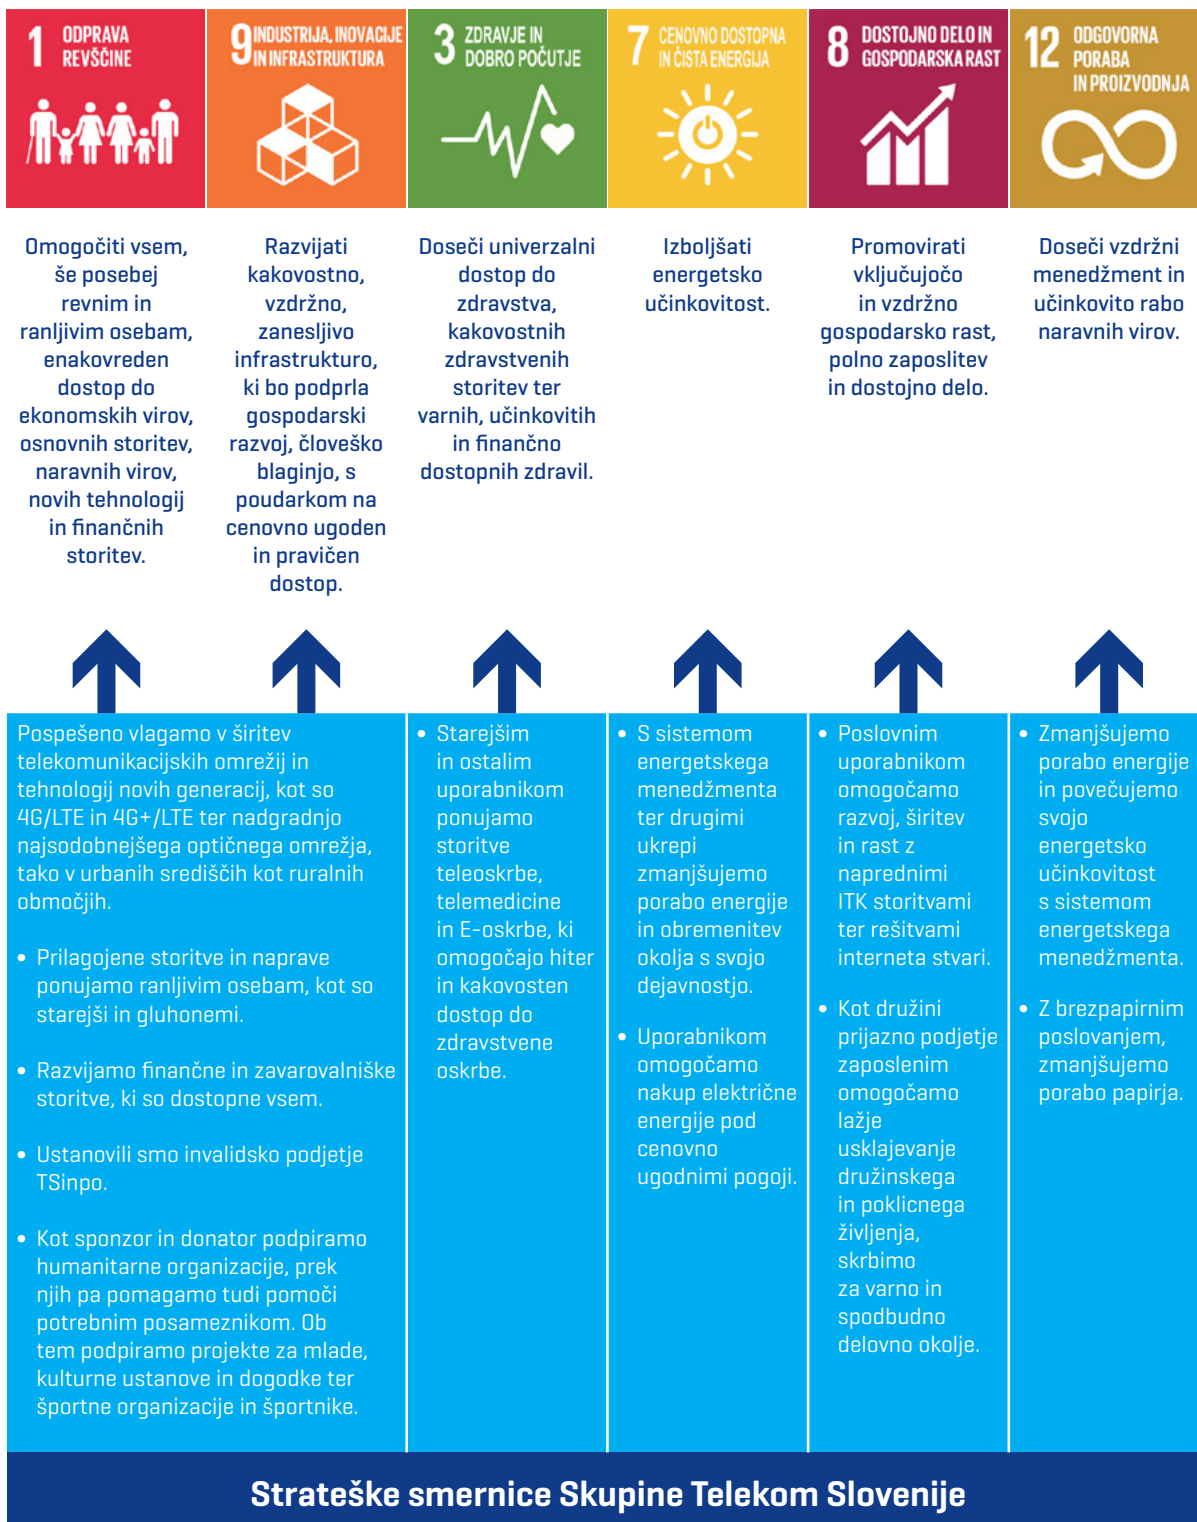 1 ODPRAVA
REVŠČINE
9 INDUSTRIJA, INOVACIJE
IN INFRASTRUKTURA
3 ZDRAVJE IN
DOBRO POČUTJE
7 CENOVNO DOSTOPNA
IN ČISTA ENERGIJA
8 DOSTOJNO DELO IN
GOSPODARSKA RAST
12 ODGOVORNA
PORABA
IN PROIZVODNJA
Omogočiti vsem,
še posebej
revnim in
ranljivim osebam,
enakovreden
dostop do
ekonomskih virov,
osnovnih storitev,
naravnih virov,
novih tehnologij
in finančnih
storitev.
Razvijati
kakovostno,
vzdržno,
zanesljivo
infrastrukturo,
ki bo podprla
gospodarski
razvoj, človeško
blaginjo, s
poudarkom na
cenovno ugoden
in pravičen
dostop.
Doseči univerzalni
dostop do
zdravstva,
kakovostnih
zdravstvenih
storitev ter
varnih, učinkovitih
in finančno
dostopnih zdravil.
Izboljšati
energetsko
učinkovitost.
Promovirati
vključujočo
in vzdržno
gospodarsko rast,
polno zaposlitev
in dostojno delo.
Doseči vzdržni
menedžment in
učinkovito rabo
naravnih virov.
Pospešeno vlagamo v širitev
telekomunikacijskih omrežij in
tehnologij novih generacij, kot so
4G/LTE in 4G+/LTE ter nadgradnjo
najsodobnejšega optičnega omrežja,
tako v urbanih središčih kot ruralnih
območjih.
• Prilagojene storitve in naprave
ponujamo ranljivim osebam, kot so
starejši in gluhonemi.
• Razvijamo finančne in zavarovalniške
storitve, ki so dostopne vsem.
• Ustanovili smo invalidsko podjetje
TSinpo.
• Kot sponzor in donator podpiramo
humanitarne organizacije, prek
njih pa pomagamo tudi pomoči
potrebnim posameznikom. Ob
tem podpiramo projekte za mlade,
kulturne ustanove in dogodke ter
športne organizacije in športnike.
• Starejšim
in ostalim
uporabnikom
ponujamo
storitve
teleoskrbe,
telemedicine
in E-oskrbe, ki
omogočajo hiter
in kakovosten
dostop do
zdravstvene
oskrbe.
• S sistemom
energetskega
menedžmenta
ter drugimi
ukrepi
zmanjšujemo
porabo energije
in obremenitev
okolja s svojo
dejavnostjo.
• Uporabnikom
omogočamo
nakup električne
energije pod
cenovno
ugodnimi pogoji.
• Poslovnim
uporabnikom
omogočamo
razvoj, širitev
in rast z
naprednimi
ITK storitvami
ter rešitvami
interneta stvari.
• Kot družini
prijazno podjetje
zaposlenim
omogočamo
lažje
usklajevanje
družinskega
in poklicnega
življenja,
skrbimo
za varno in
spodbudno
delovno okolje.
• Zmanjšujemo
porabo energije
in povečujemo
svojo
energetsko
učinkovitost
s sistemom
energetskega
menedžmenta.
• Z brezpapirnim
poslovanjem,
zmanjšujemo
porabo papirja.
Strateške smernice Skupine Telekom Slovenije